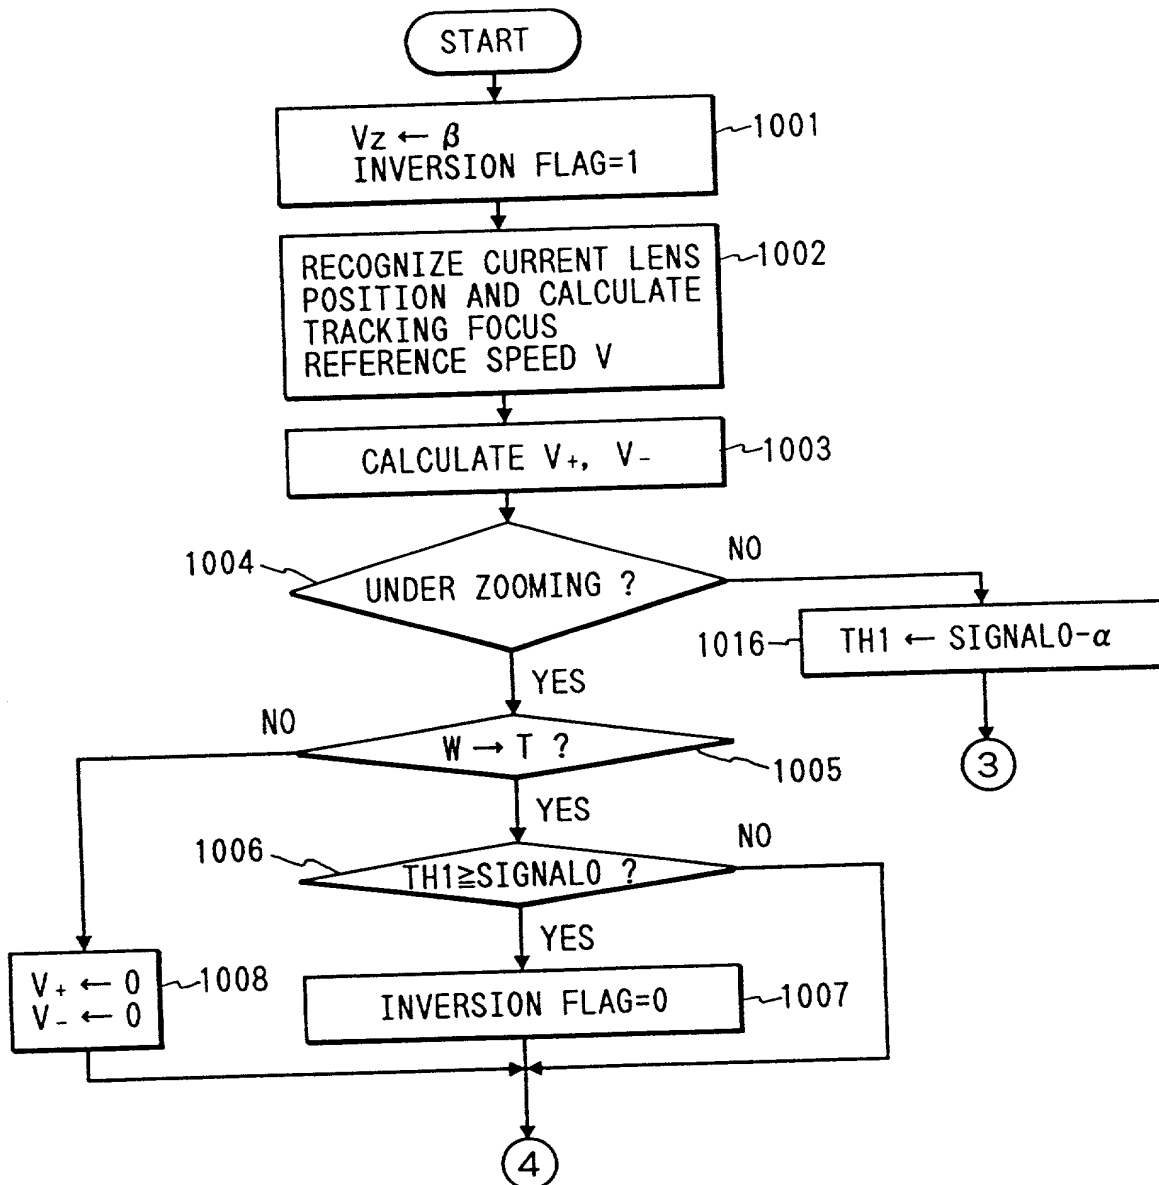 START
Vz ← β
INVERSION FLAG=1
1001
RECOGNIZE CURRENT LENS
POSITION AND CALCULATE
TRACKING FOCUS
REFERENCE SPEED V
1002
CALCULATE V+, V-
1003
1004
UNDER ZOOMING ?
NO
YES
1016
TH1 ← SIGNAL0-α
3
NO
W → T ?
1005
YES
1006
TH1≧SIGNAL0 ?
NO
YES
V+ ← 0
V- ← 0
1008
INVERSION FLAG=0
1007
4